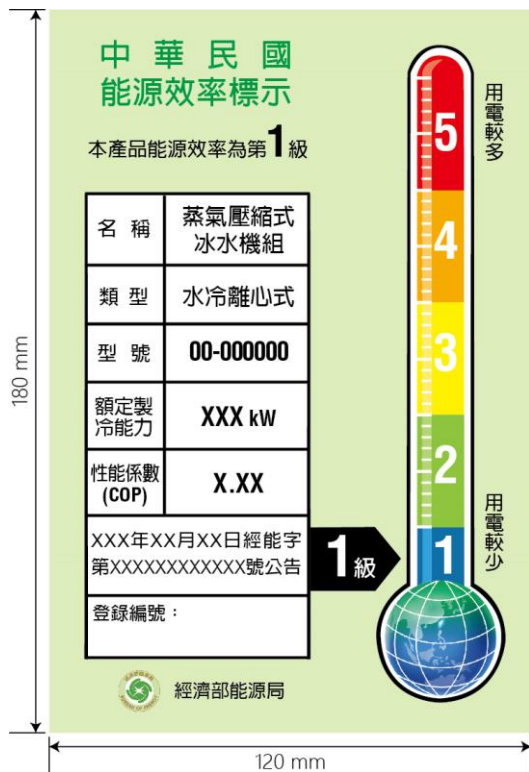 中華民國
能源效率標示
本產品能源效率為第1級
名稱 蒸氣壓縮式冰水機組
類型 水冷離心式
型號 00-000000
額定製冷能力 XXX kW
性能係數(COP) X.XX
XXX年XX月XX日經能字
第XXXXXXXXXXXX號公告
登錄編號：
經濟部能源局
1級
用電較多
5
4
3
2
1
用電較少
180 mm
120 mm